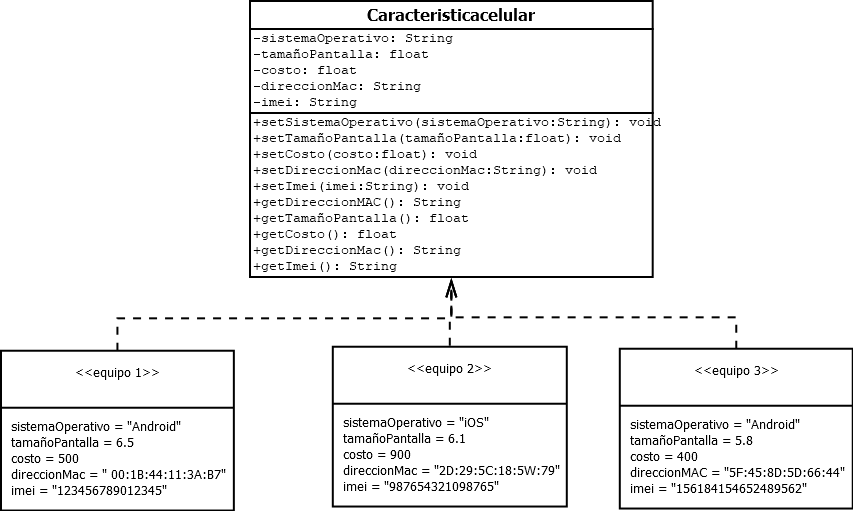 Caracteristicacelular
-sistemaOperativo: String
-tamañoPantalla: float
-costo: float
-direccionMac: String
-imei: String
+setSistemaOperativo(sistemaOperativo:String): void
+setTamañoPantalla(tamañoPantalla:float): void
+setCosto(costo:float): void
+setDireccionMac(direccionMac:String): void
+setImei(imei:String): void
+getDireccionMAC(): String
+getTamañoPantalla(): float
+getCosto(): float
+getDireccionMac(): String
+getImei(): String
<<equipo 1>>
sistemaOperativo = "Android"
tamañoPantalla = 6.5
costo = 500
direccionMac = " 00:1B:44:11:3A:B7"
imei = "123456789012345"
<<equipo 2>>
sistemaOperativo = "iOS"
tamañoPantalla = 6.1
costo = 900
direccionMac = "2D:29:5C:18:5W:79"
imei = "987654321098765"
<<equipo 3>>
sistemaOperativo = "Android"
tamañoPantalla = 5.8
costo = 400
direccionMAC = "5F:45:8D:5D:66:44"
imei = "156184154652489562"